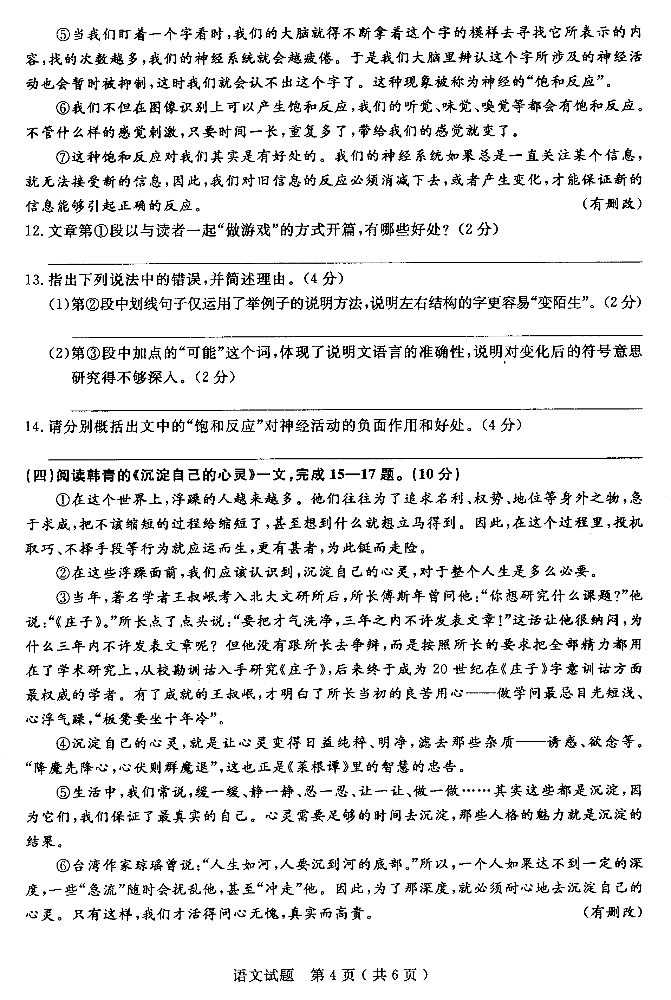 ⑤当我们盯着一个字看时,我们的大脑就得不断拿着这个字的模样去寻找它所表示的内
容,找的次数越多,我们的神经系统就会越疲倦。于是我们大脑里辨认这个字所涉及的神经活
动也会暂时被抑制,这时我们就会认不出这个字了。这种现象被称为神经的“饱和反应”。
⑥我们不但在图像识别上可以产生饱和反应,我们的听觉、味觉、嗅觉等都会有饱和反应。
不管什么样的感觉刺激,只要时间一长,重复多了,带给我们的感觉就变了。
⑦这种饱和反应对我们其实是有好处的。我们的神经系统如果总是一直关注某个信息,
就无法接受新的信息,因此,我们对旧信息的反应必须消减下去,或者产生变化,才能保证新的
信息能够引起正确的反应。 (有删改)
12.文章第①段以与读者一起“做游戏”的方式开篇,有哪些好处?(2分)
13.指出下列说法中的错误,并简述理由。(4分)
(1)第②段中划线句子仅运用了举例子的说明方法,说明左右结构的字更容易“变陌生”。(2分)
(2)第③段中加点的“可能”这个词,体现了说明文语言的准确性,说明对变化后的符号意思
研究得不够深入。(2分)
14.请分别概括出文中的“饱和反应”对神经活动的负面作用和好处。(4分)
(四)阅读韩青的《沉淀自己的心灵》一文,完成15—17题。(10分)
①在这个世界上,浮躁的人越来越多。他们往往为了追求名利、权势、地位等身外之物,急
于求成,把不该缩短的过程给缩短了,甚至想到什么就想立马得到。因此,在这个过程里,投机
取巧、不择手段等行为就应运而生,更有甚者,为此铤而走险。
②在这些浮躁面前,我们应该认识到,沉淀自己的心灵,对于整个人生是多么必要。
③当年,著名学者王叔岷考入北大文研所后,所长傅斯年曾问他:“你想研究什么课题?”他
说:“《庄子》。”所长点了点头说:“要把才气洗净,三年之内不许发表文章!”这话让他很纳闷,为
什么三年内不许发表文章呢?但他没有跟所长去争辩,而是按照所长的要求把全部精力都用
在了学术研究上,从校勘训诂入手研究《庄子》,后来终于成为20世纪在《庄子》字意训诂方面
最权威的学者。有了成就的王叔岷,才明白了所长当初的良苦用心——做学问最忌目光短浅、
心浮气躁,“板凳要坐十年冷”。
④沉淀自己的心灵,就是让心灵变得日益纯粹、明净,滤去那些杂质——诱惑、欲念等。
“降魔先降心,心伏则群魔退”,这也正是《菜根谭》里的智慧的忠告。
⑤生活中,我们常说,缓一缓、静一静、忍一忍、让一让、做一做……其实这些都是沉淀,因
为它们,我们保证了最真实的自己。心灵需要足够的时间去沉淀,那些人格的魅力就是沉淀的
结果。
⑥台湾作家琼瑶曾说:“人生如河,人要沉到河的底部。”所以,一个人如果达不到一定的深
度,一些“急流”随时会扰乱他,甚至“冲走”他。因此,为了那深度,就必须耐心地去沉淀自己的
心灵。只有这样,我们才活得问心无愧,真实而高贵。 (有删改)
语文试题 第4页(共6页)